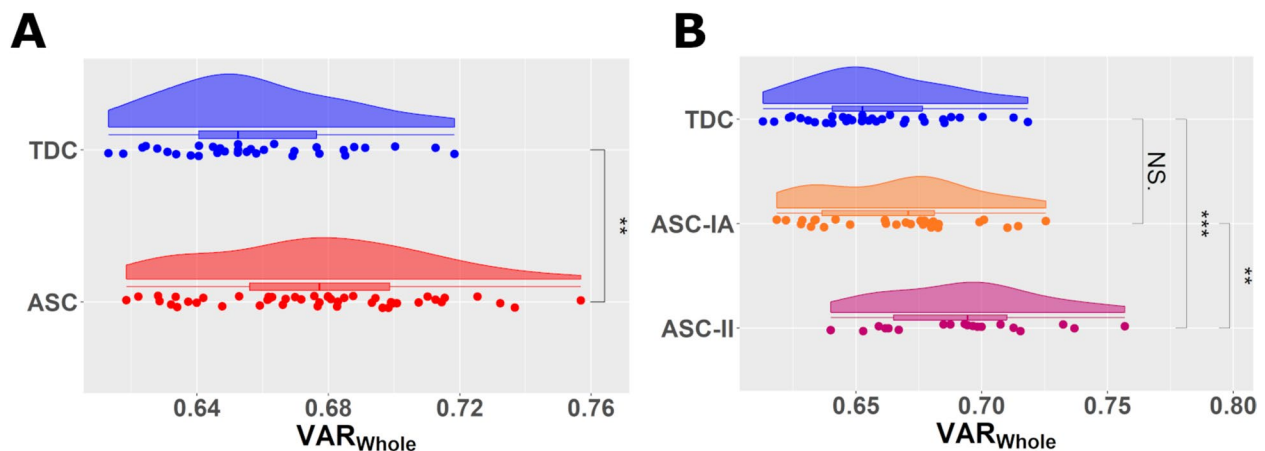 A
TDC
ASC
**
0.64 0.68 0.72 0.76
VARWhole
B
TDC
ASC-IA
ASC-II
NS.
***
**
0.65 0.70 0.75 0.80
VARWhole